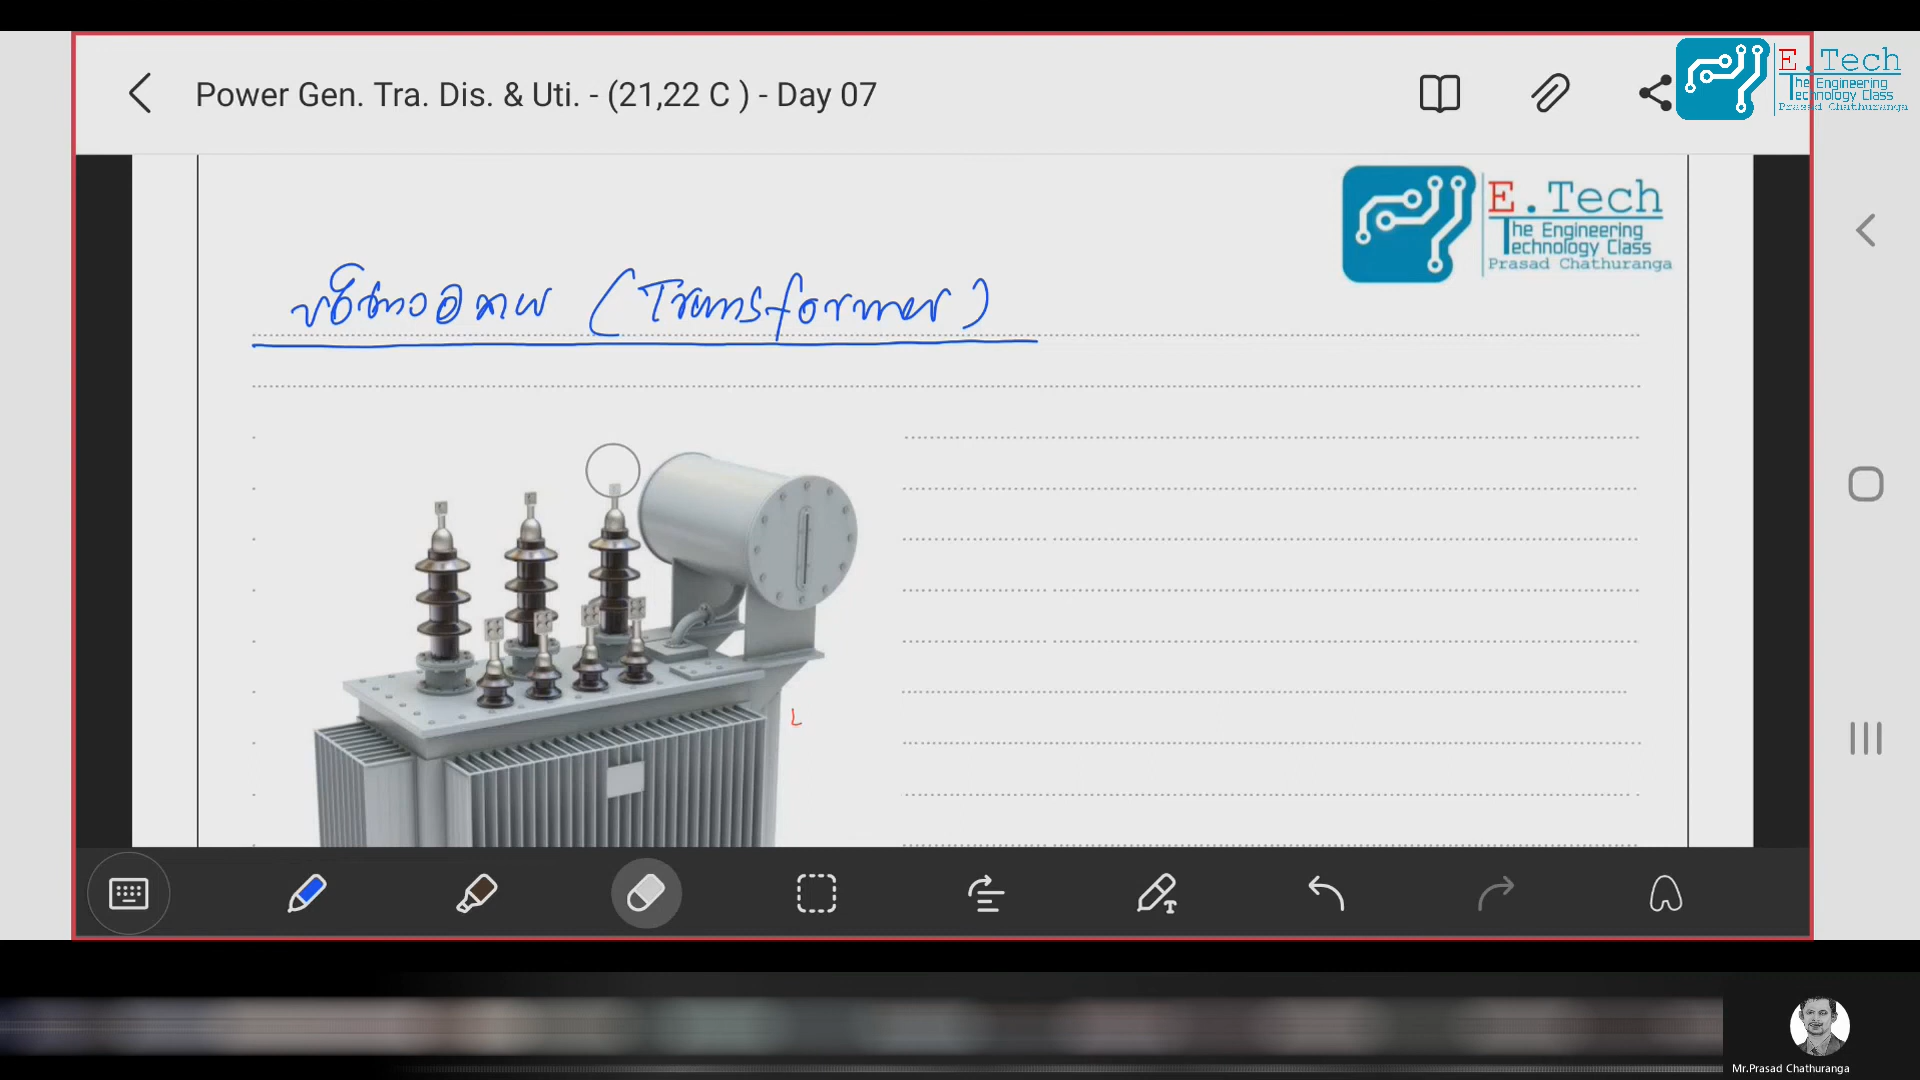 Power Gen. Tra. Dis. & Uti. - (21,22 C ) - Day 07
E.Tech
The Engineering
Technology Class
Prasad Chathuranga
E.Tech
The Engineering
Technology Class
Prasad Chathuranga
පරිණාමකය (Transformer)
L
Mr.Prasad Chathuranga